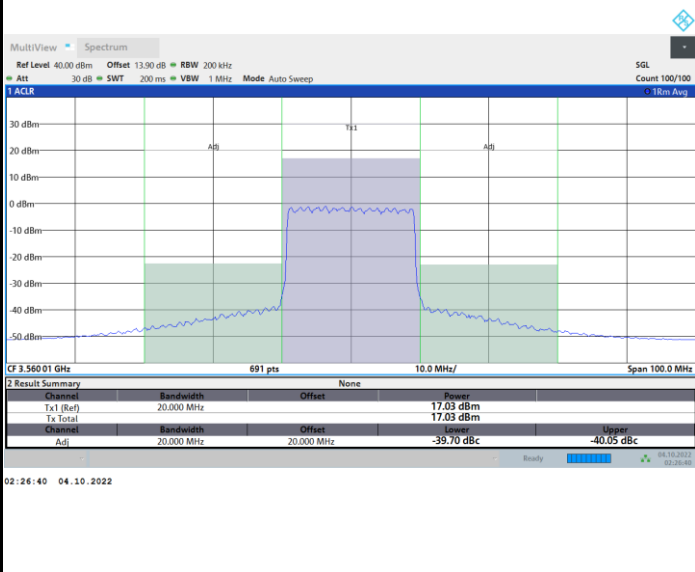 MultiView Spectrum
Ref Level 40.00 dBm Offset 13.90 dB RBW 200 kHz SGL
Att 30 dB SWT 200 ms VBW 1 MHz Mode Auto Sweep Count 100/100
1 ACLR 1Rm Avg
30 dBm
Tx1
20 dBm
Adj Adj
10 dBm
0 dBm
-10 dBm
-20 dBm
-30 dBm
-40 dBm
-50 dBm
CF 3.560 01 GHz 691 pts 10.0 MHz/ Span 100.0 MHz
2 Result Summary None
Channel Bandwidth Offset Power
Tx1 (Ref) 20.000 MHz 17.03 dBm
Tx Total 17.03 dBm
Channel Bandwidth Offset Lower Upper
Adj 20.000 MHz 20.000 MHz -39.70 dBc -40.05 dBc
Ready 04.10.2022
02:26:40
02:26:40 04.10.2022